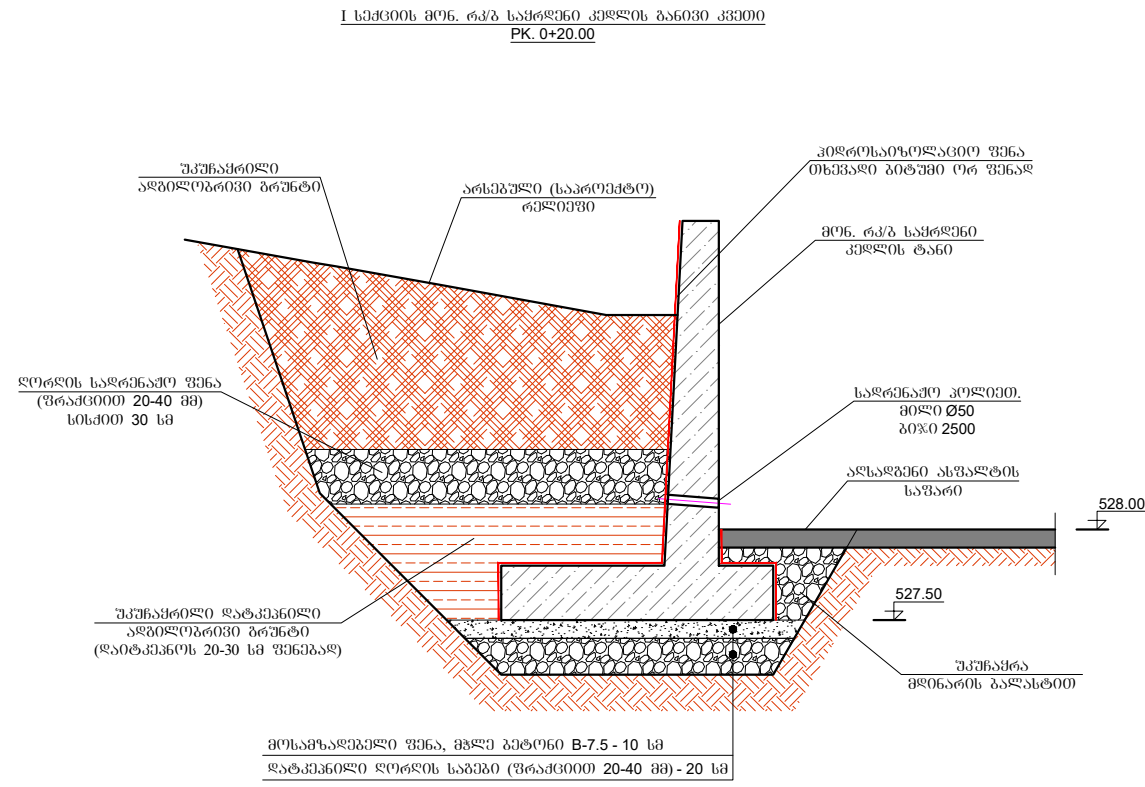 I სექციის მონ. რკ/ბ საყრდენი კედლის განივი კვეთი
PK. 0+20.00
უკუჩაყრილი
ადგილობრივი გრუნტი
არსებული (საპროექტო)
რელიეფი
ჰიდროსაიზოლაციო ფენა
თხევადი ბიტუმი ორ ფენად
მონ. რკ/ბ საყრდენი
კედლის ტანი
ღორღის სადრენაჟო ფენა
(ფრაქციით 20-40 მმ)
სისქით 30 სმ
სადრენაჟო პოლიეთ.
მილი Ø50
ბიჯი 2500
აღსადგენი ასფალტის
საფარი
528.00
527.50
უკუჩაყრილი დატკეპნილი
ადგილობრივი გრუნტი
(დაიტკეპნოს 20-30 სმ ფენებად)
უკუჩაყრა
მდინარის ბალასტით
მოსამზადებელი ფენა, მჭლე ბეტონი B-7.5 - 10 სმ
დატკეპნილი ღორღის საგები (ფრაქციით 20-40 მმ) - 20 სმ